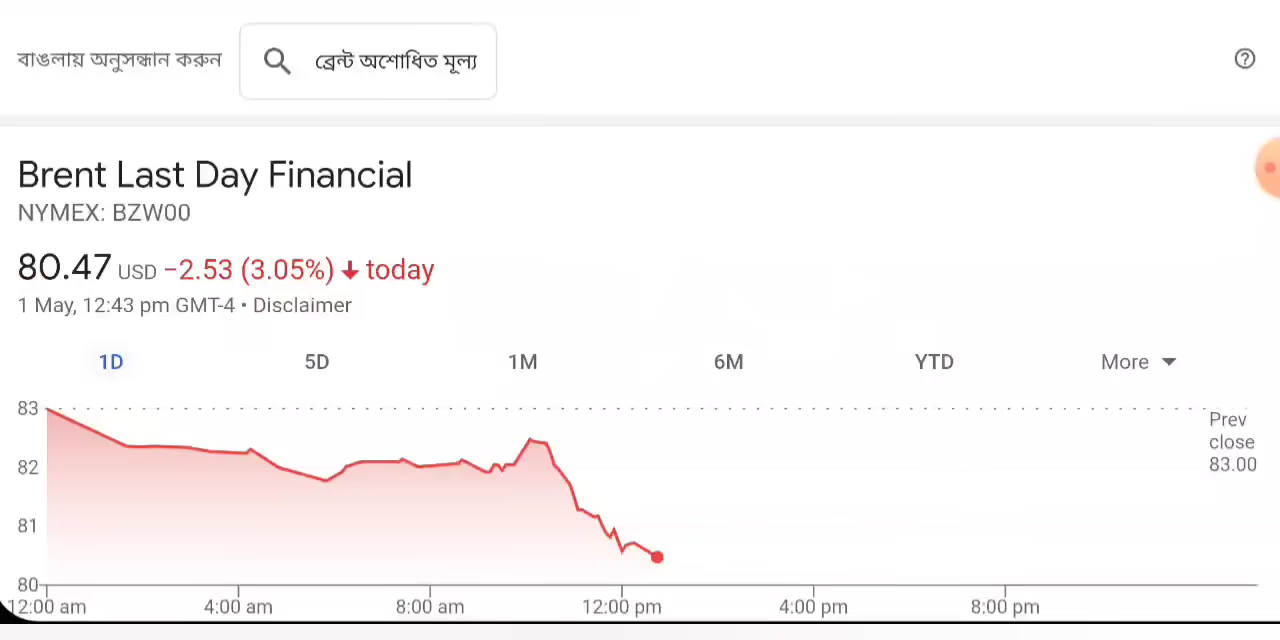 বাঙলায় অনুসন্ধান করুন
ব্রেন্ট অশোধিত মূল্য
Brent Last Day Financial
NYMEX: BZW00
80.47 USD −2.53 (3.05%) ↓ today
1 May, 12:43 pm GMT-4 • Disclaimer
1D 5D 1M 6M YTD More
83
82
81
80
Prev
close
83.00
12:00 am 4:00 am 8:00 am 12:00 pm 4:00 pm 8:00 pm